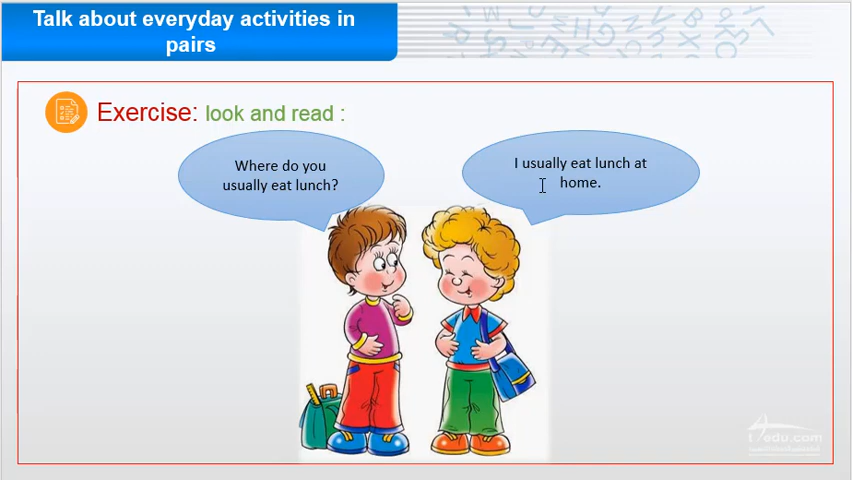 Talk about everyday activities in
pairs
Exercise: look and read :
Where do you
usually eat lunch?
I usually eat lunch at
home.